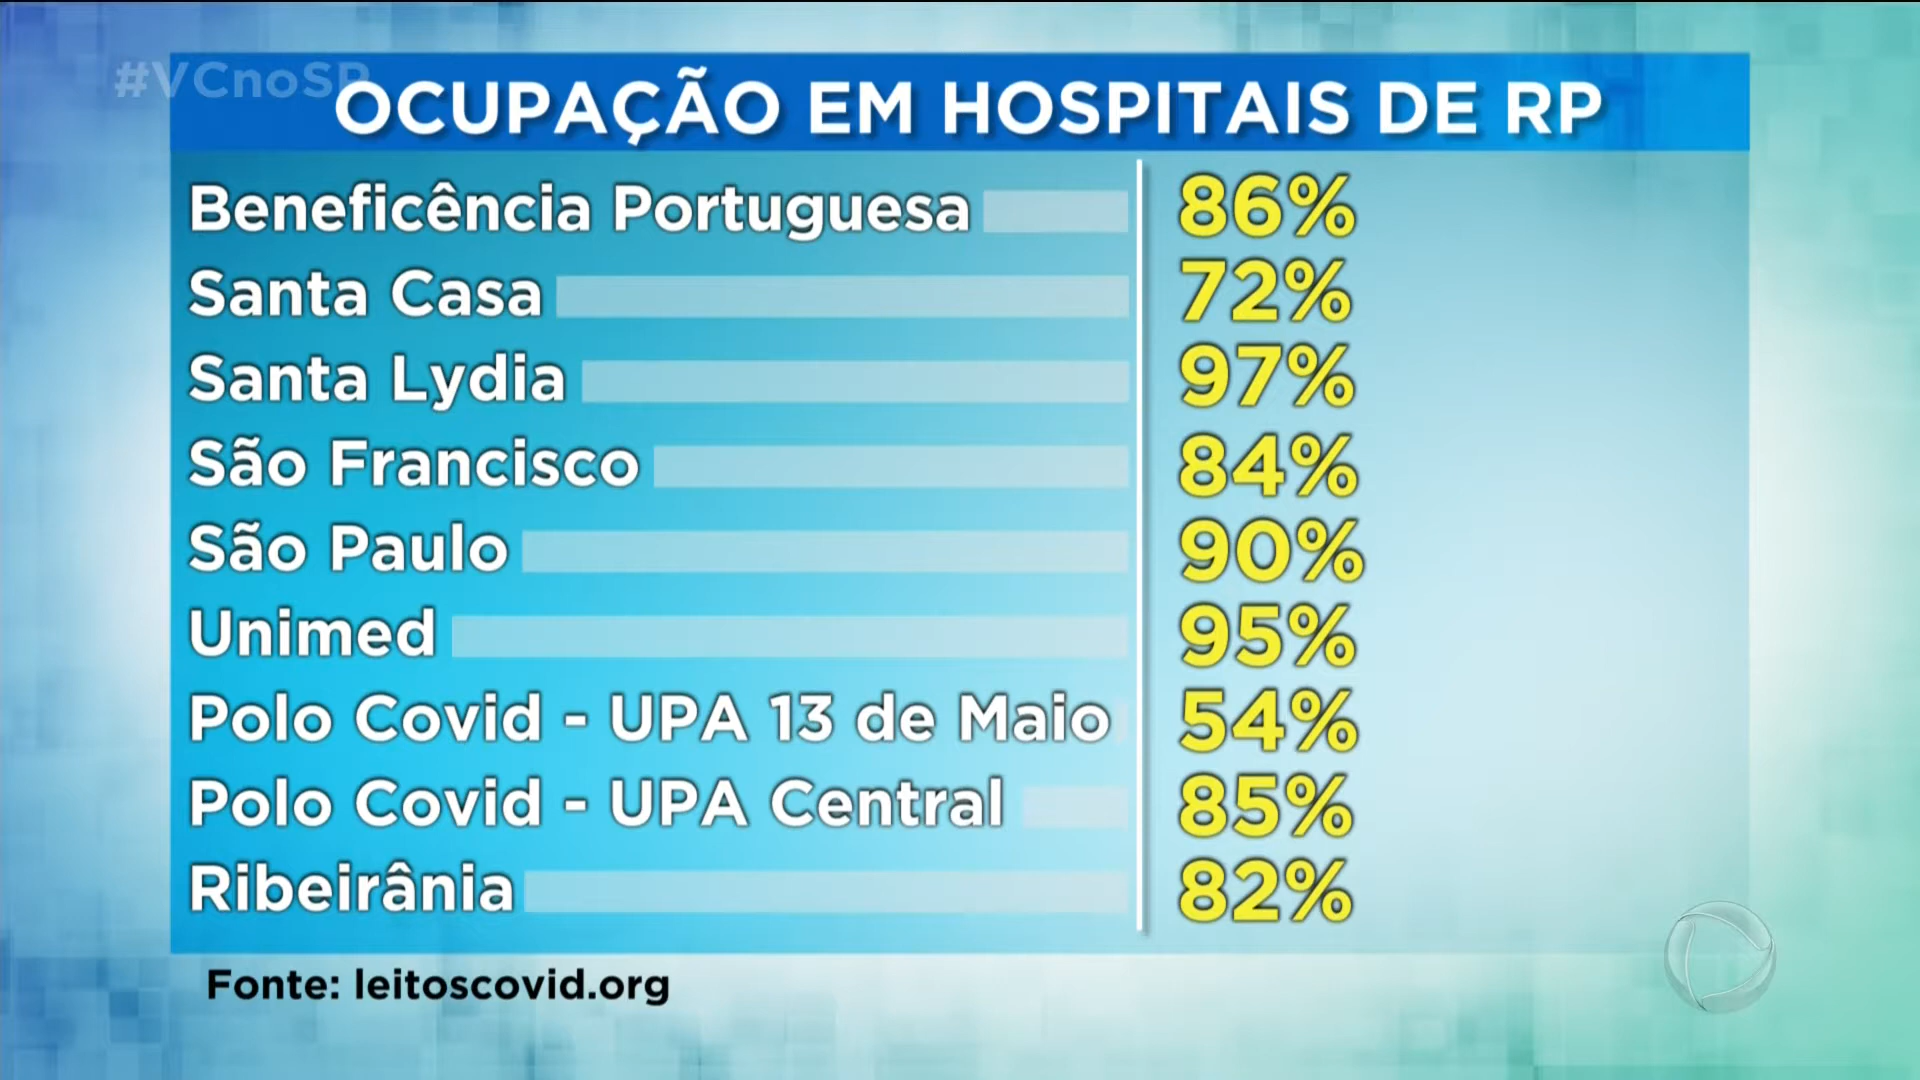 #VCnoSP
OCUPAÇÃO EM HOSPITAIS DE RP
Beneficência Portuguesa 86%
Santa Casa 72%
Santa Lydia 97%
São Francisco 84%
São Paulo 90%
Unimed 95%
Polo Covid - UPA 13 de Maio 54%
Polo Covid - UPA Central 85%
Ribeirânia 82%
Fonte: leitoscovid.org